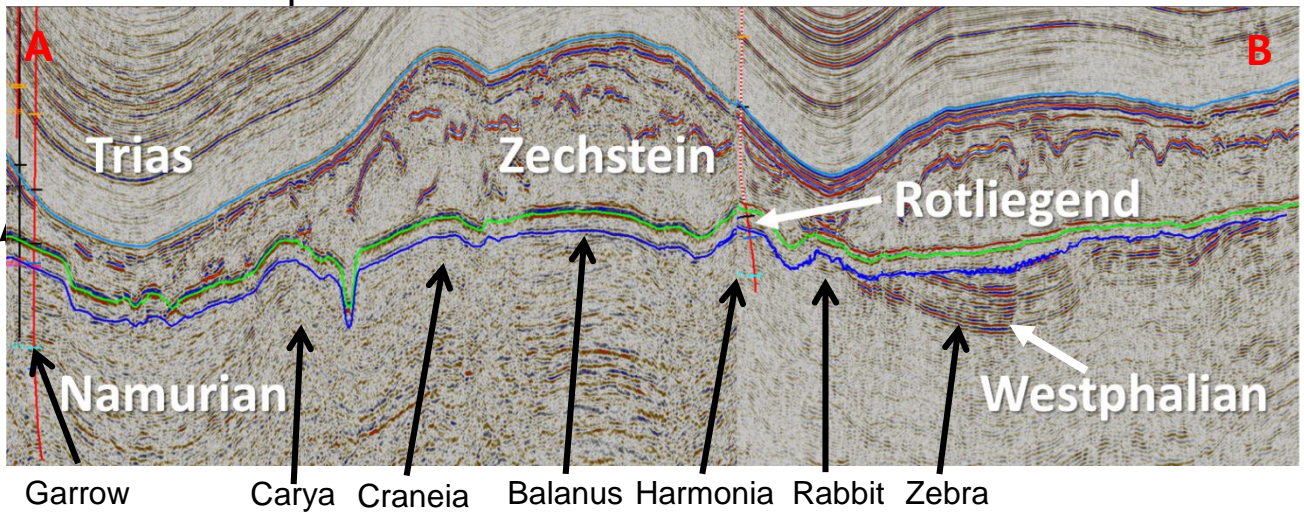 A
B
Trias
Zechstein
Rotliegend
Namurian
Westphalian
Garrow
Carya
Craneia
Balanus
Harmonia
Rabbit
Zebra